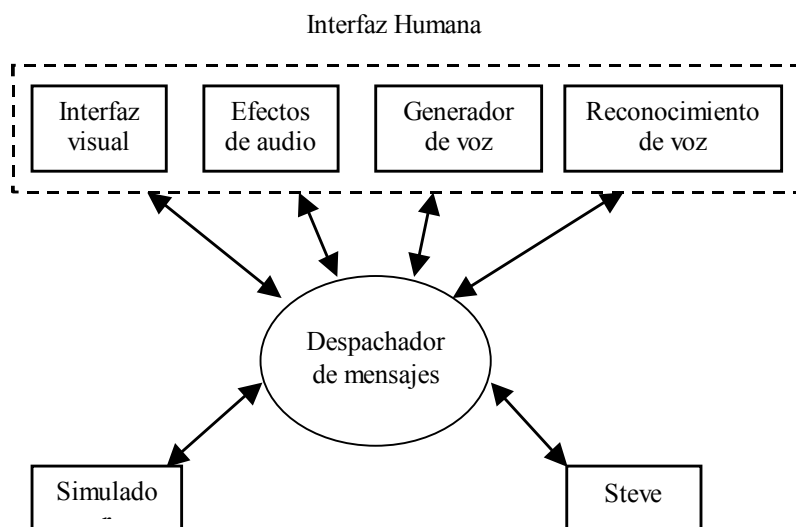 Interfaz Humana
Interfaz
visual
Efectos
de audio
Generador
de voz
Reconocimiento
de voz
Despachador
de mensajes
Simulado
Steve